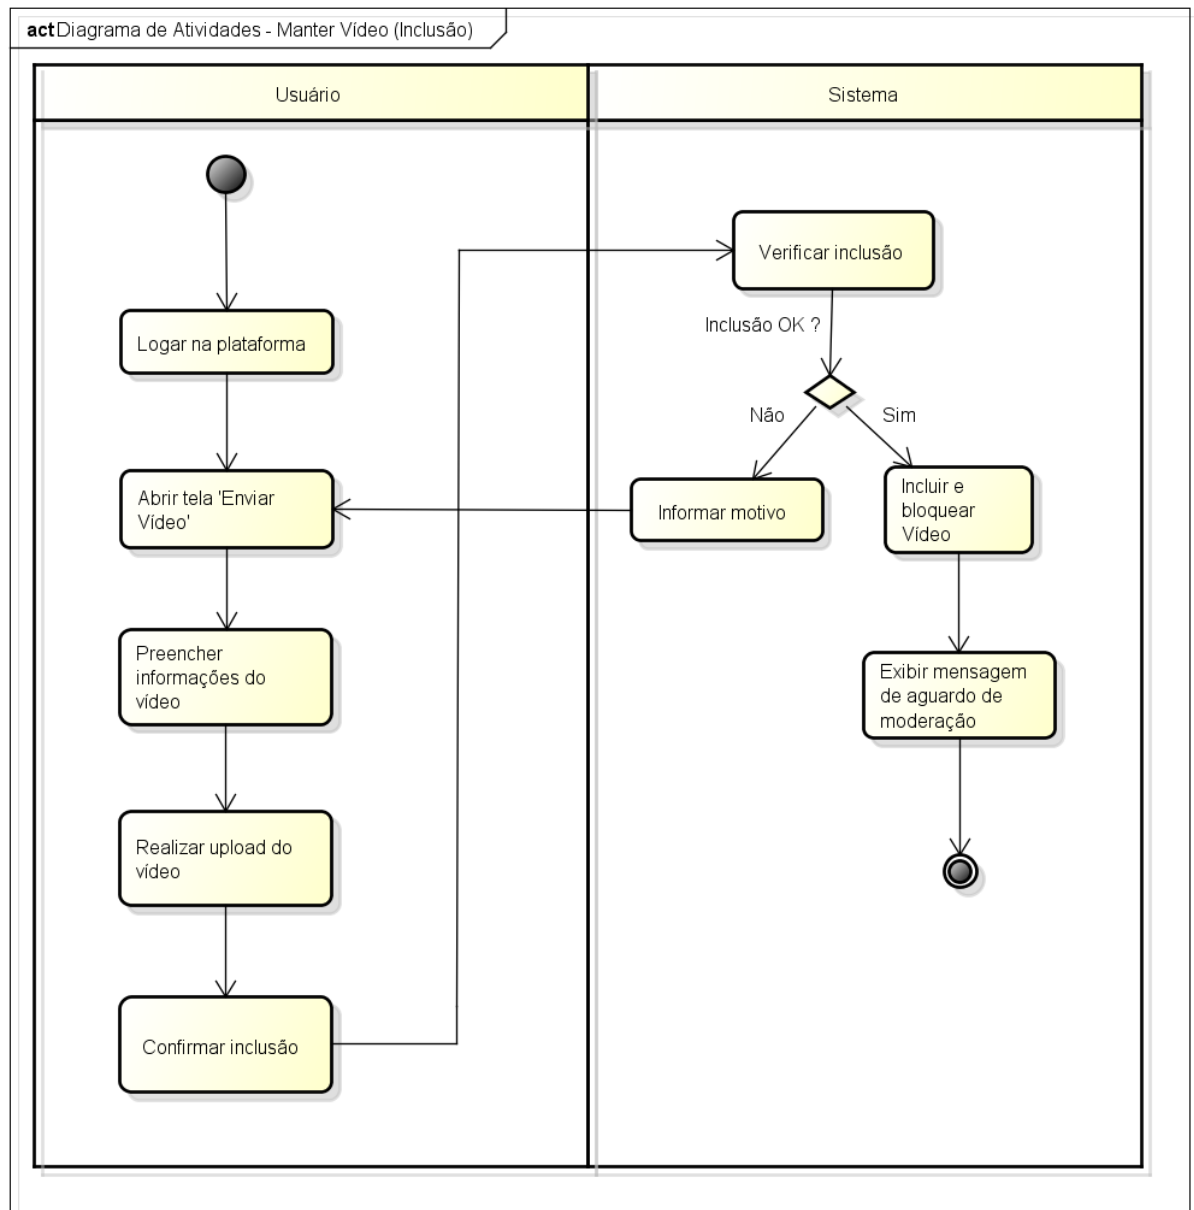 act Diagrama de Atividades - Manter Vídeo (Inclusão)
Usuário
Sistema
Logar na plataforma
Abrir tela 'Enviar
Vídeo'
Preencher
informações do
vídeo
Realizar upload do
vídeo
Confirmar inclusão
Verificar inclusão
Inclusão OK ?
Não
Sim
Informar motivo
Incluir e
bloquear
Vídeo
Exibir mensagem
de aguardo de
moderação